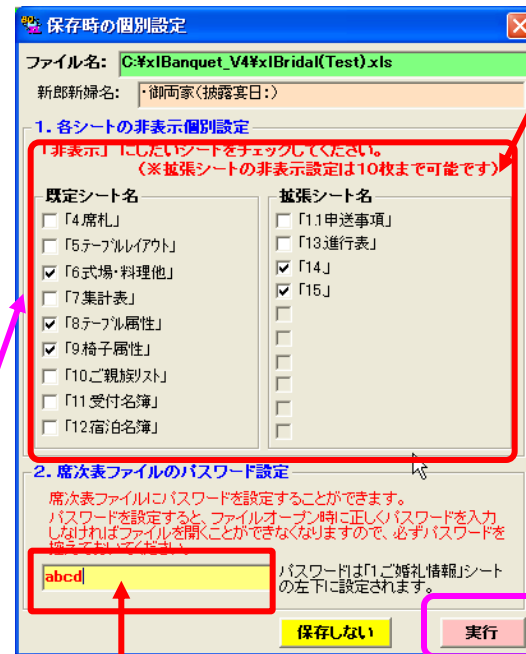 保存時の個別設定
ファイル名: C:¥xlBanquet_V4¥xlBridal(Test).xls
新郎新婦名: ・御両家(披露宴日:)
1. 各シートの非表示個別設定
「非表示」にしたいシートをチェックしてください。
(※拡張シートの非表示設定は10枚まで可能です)
既定シート名
「4.席札」
「5.テーブルレイアウト」
「6.式場・料理他」
「7.集計表」
「8.テーブル属性」
「9.椅子属性」
「10.ご親族リスト」
「11.受付名簿」
「12.宿泊名簿」
拡張シート名
「1.1申送事項」
「13.進行表」
「14.」
「15.」
2. 席次表ファイルのパスワード設定
席次表ファイルにパスワードを設定することができます。
パスワードを設定すると、ファイルオープン時に正しくパスワードを入力
しなければファイルを開くことができなくなりますので、必ずパスワードを
控えておいてください。
abcd
パスワードは「1.ご婚礼情報」シート
の左下に設定されます。
保存しない
実行